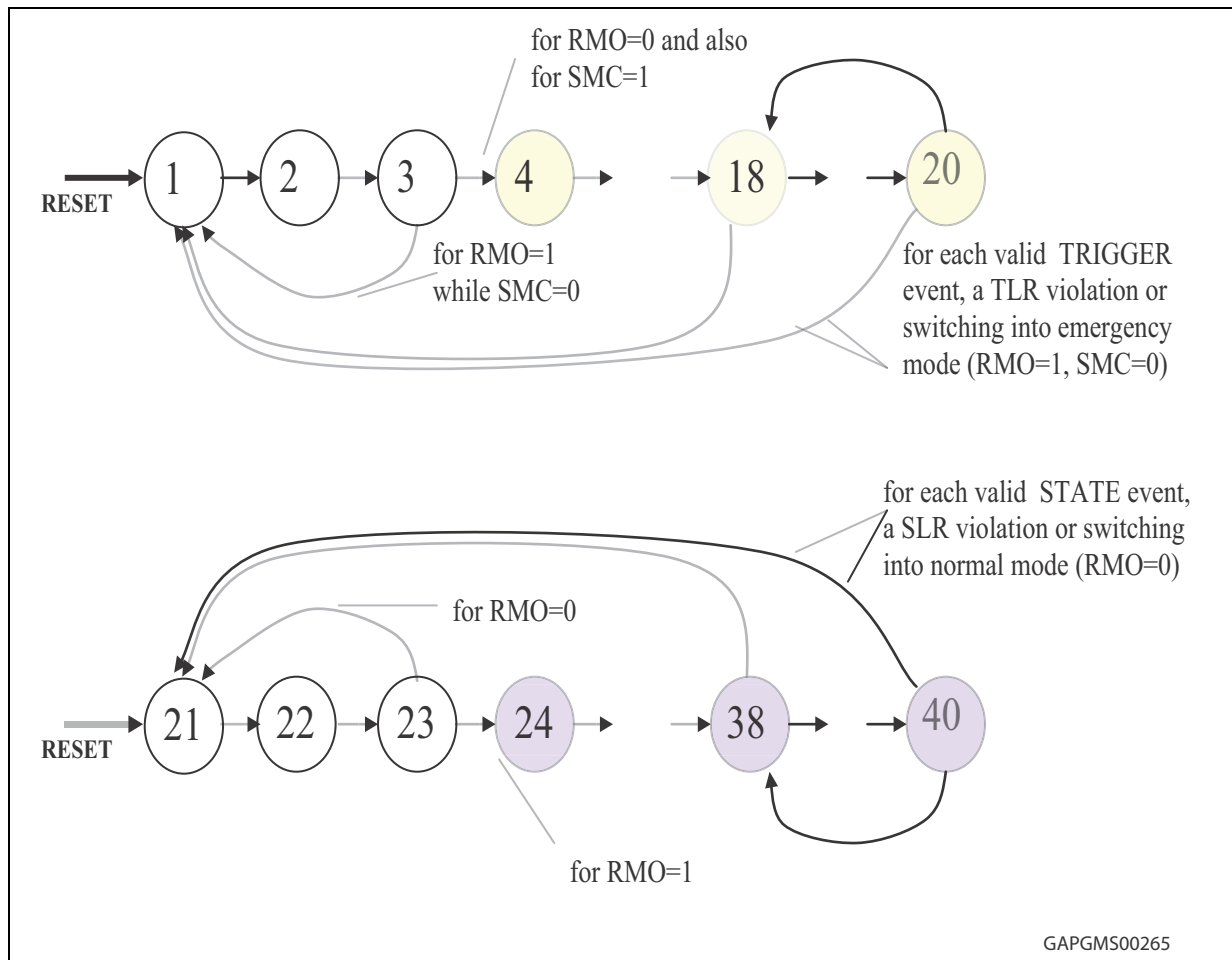 for RMO=0 and also
for SMC=1
1
2
3
4
18
20
RESET
for RMO=1
while SMC=0
for each valid TRIGGER
event, a TLR violation or
switching into emergency
mode (RMO=1, SMC=0)
for each valid STATE event,
a SLR violation or switching
into normal mode (RMO=0)
for RMO=0
21
22
23
24
38
40
RESET
for RMO=1
GAPGMS00265